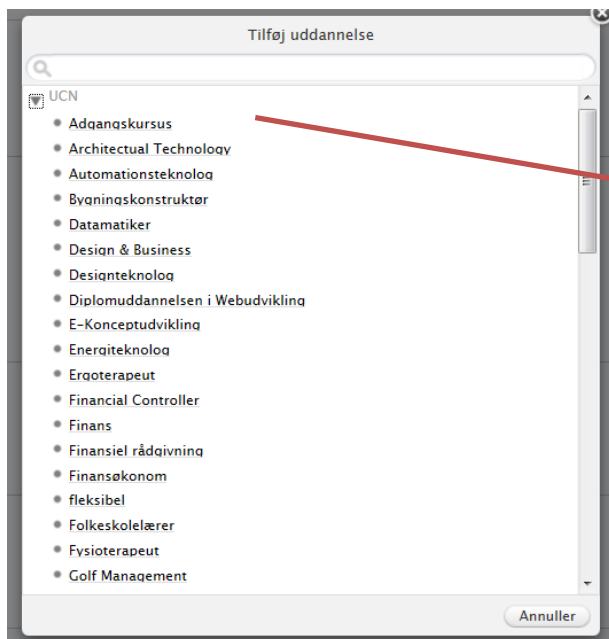 Tilføj uddannelse
UCN
Adgangskursus
Architectual Technology
Automationsteknolog
Bygningskonstruktør
Datamatiker
Design & Business
Designteknolog
Diplomuddannelsen i Webudvikling
E-Konceptudvikling
Energiteknolog
Ergoterapeut
Financial Controller
Finans
Finansiel rådgivning
Finansøkonom
fleksibel
Folkeskolelærer
Fysioterapeut
Golf Management
Annuller